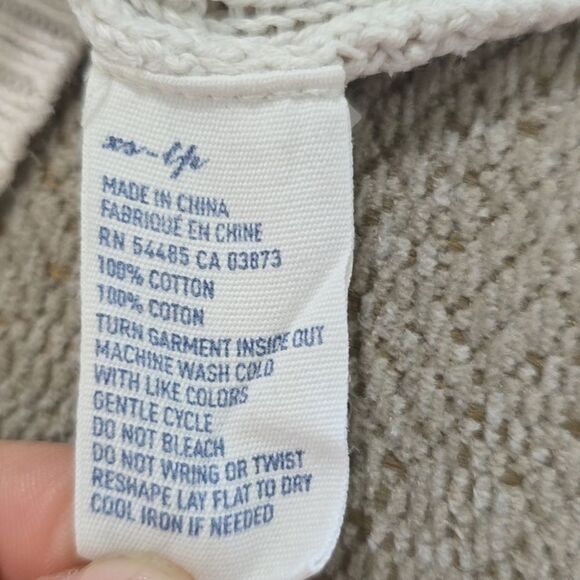 xs-tp
MADE IN CHINA
FABRIQUÉ EN CHINE
RN 54485 CA 03873
100% COTTON
100% COTON
TURN GARMENT INSIDE OUT
MACHINE WASH COLD
WITH LIKE COLORS
GENTLE CYCLE
DO NOT BLEACH
DO NOT WRING OR TWIST
RESHAPE LAY FLAT TO DRY
COOL IRON IF NEEDED